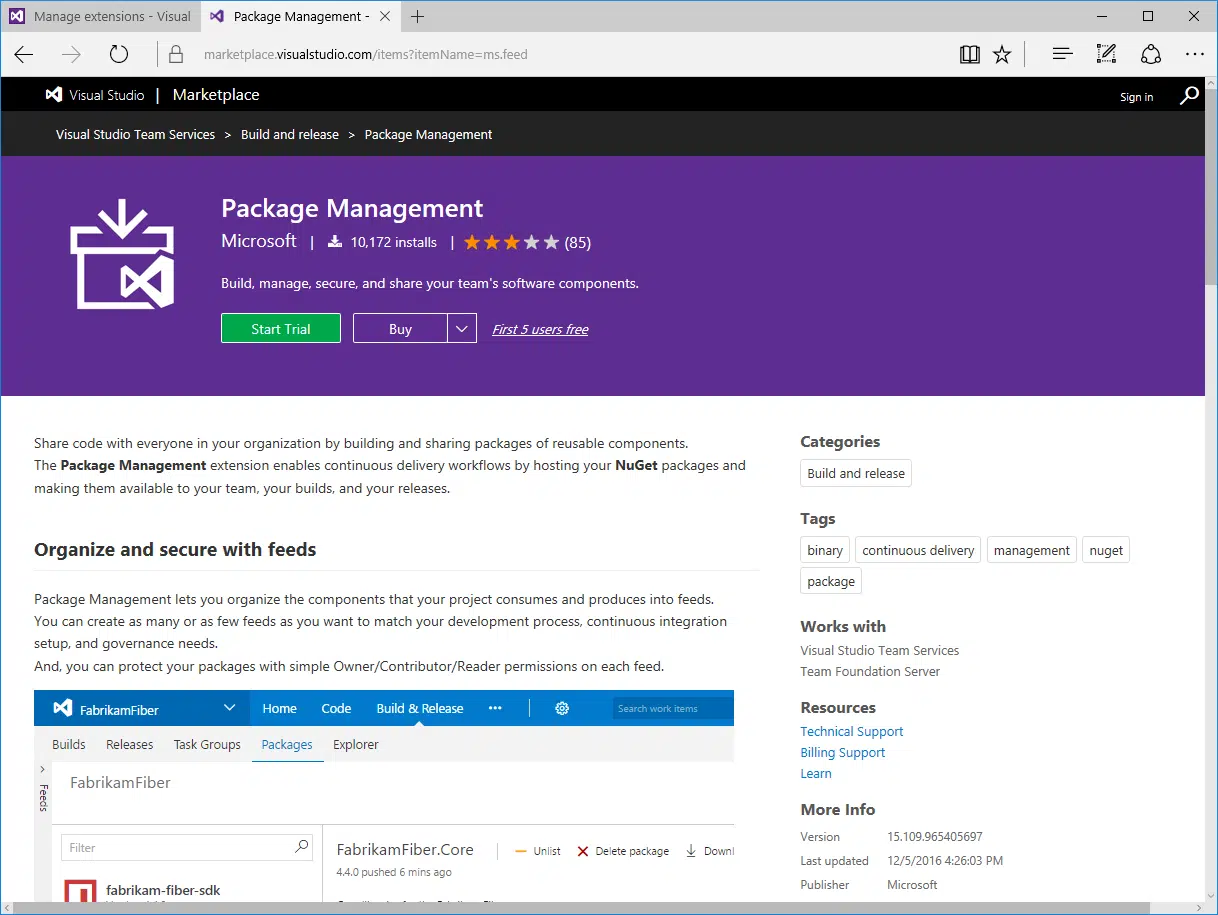 Manage extensions - Visual
Package Management -
marketplace.visualstudio.com/items?itemName=ms.feed
Visual Studio | Marketplace
Sign in
Visual Studio Team Services > Build and release > Package Management
Package Management
Microsoft | 10,172 installs | (85)
Build, manage, secure, and share your team's software components.
Start Trial
Buy
First 5 users free
Share code with everyone in your organization by building and sharing packages of reusable components.
The Package Management extension enables continuous delivery workflows by hosting your NuGet packages and
making them available to your team, your builds, and your releases.
Organize and secure with feeds
Package Management lets you organize the components that your project consumes and produces into feeds.
You can create as many or as few feeds as you want to match your development process, continuous integration
setup, and governance needs.
And, you can protect your packages with simple Owner/Contributor/Reader permissions on each feed.
FabrikamFiber
Home Code Build & Release ••• Search work items
Builds Releases Task Groups Packages Explorer
Feeds
FabrikamFiber
Filter
fabrikam-fiber-sdk
FabrikamFiber.Core
Unlist Delete package Downl
4.4.0 pushed 6 mins ago
Categories
Build and release
Tags
binary continuous delivery management nuget
package
Works with
Visual Studio Team Services
Team Foundation Server
Resources
Technical Support
Billing Support
Learn
More Info
Version 15.109.965405697
Last updated 12/5/2016 4:26:03 PM
Publisher Microsoft